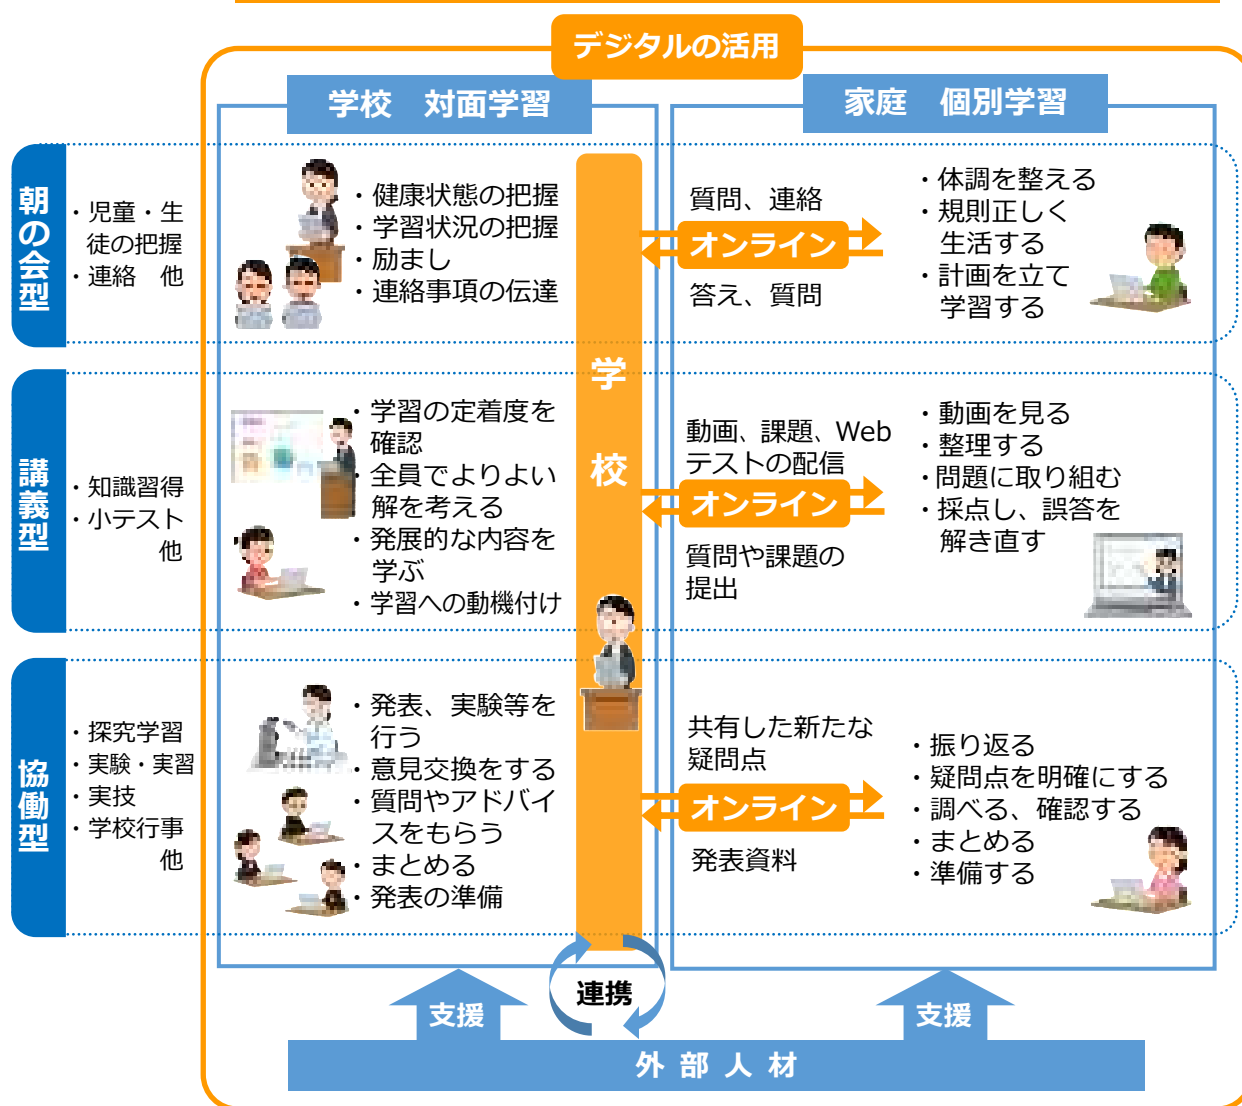 デジタルの活用
学校　対面学習
家庭　個別学習
朝の会型
・児童・生
徒の把握
・連絡　他
・健康状態の把握
・学習状況の把握
・励まし
・連絡事項の伝達
質問、連絡
オンライン
答え、質問
・体調を整える
・規則正しく
生活する
・計画を立て
学習する
学校
講義型
・知識習得
・小テスト
他
・学習の定着度を
確認
・全員でよりよい
解を考える
・発展的な内容を
学ぶ
・学習への動機付け
動画、課題、Web
テストの配信
オンライン
質問や課題の
提出
・動画を見る
・整理する
・問題に取り組む
・採点し、誤答を
解き直す
協働型
・探究学習
・実験・実習
・実技
・学校行事
他
・発表、実験等を
行う
・意見交換をする
・質問やアドバイ
スをもらう
・まとめる
・発表の準備
共有した新たな
疑問点
オンライン
発表資料
・振り返る
・疑問点を明確にする
・調べる、確認する
・まとめる
・準備する
連携
支援
支援
外部人材